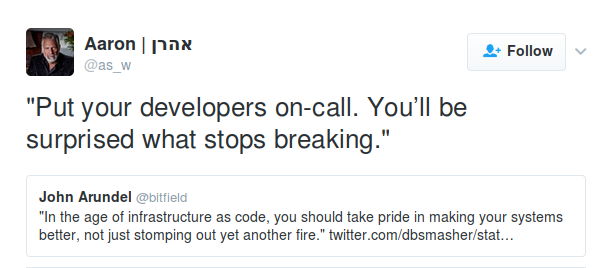 Aaron | אהרן
@as_w
Follow
"Put your developers on-call. You’ll be
surprised what stops breaking."
John Arundel @bitfield
"In the age of infrastructure as code, you should take pride in making your systems
better, not just stomping out yet another fire." twitter.com/dbsmasher/stat…